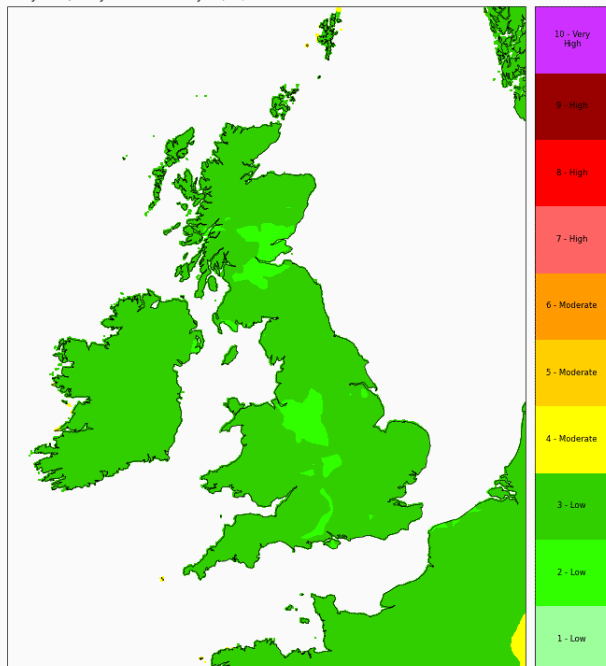 10 - Very
High
9 - High
8 - High
7 - High
6 - Moderate
5 - Moderate
4 - Moderate
3 - Low
2 - Low
1 - Low